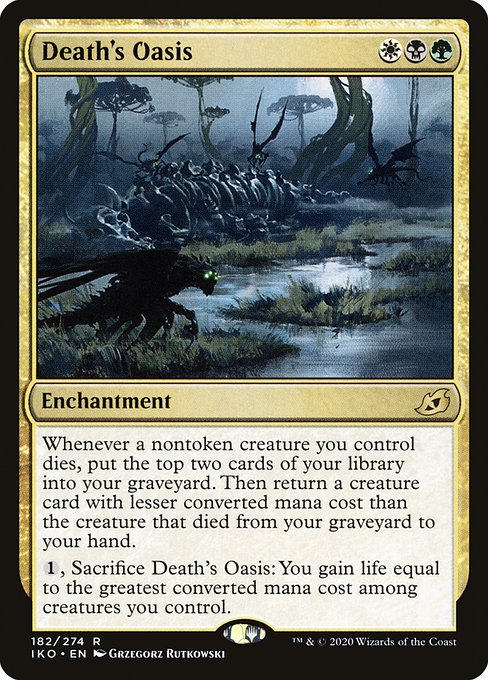 Death's Oasis
Enchantment
Whenever a nontoken creature you control
dies, put the top two cards of your library
into your graveyard. Then return a creature
card with lesser converted mana cost than
the creature that died from your graveyard to
your hand.
1, Sacrifice Death's Oasis: You gain life equal
to the greatest converted mana cost among
creatures you control.
182/274 R
IKO • EN Grzegorz Rutkowski
™ & © 2020 Wizards of the Coast